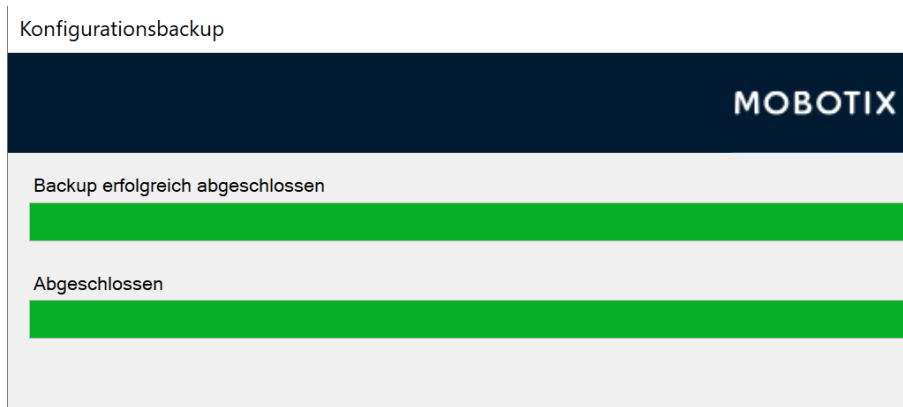 Konfigurationsbackup
MOBOTIX
Backup erfolgreich abgeschlossen
Abgeschlossen